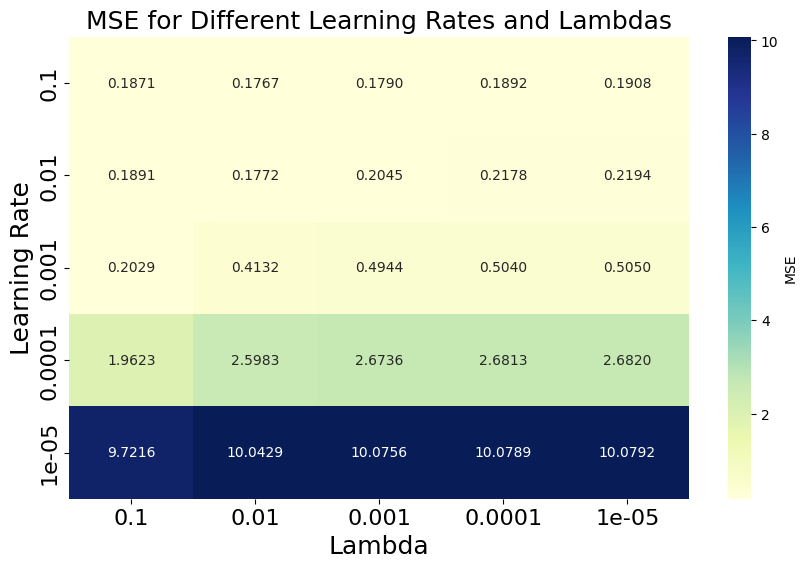 MSE for Different Learning Rates and Lambdas
Learning Rate
0.1 0.1871 0.1767 0.1790 0.1892 0.1908
0.01 0.1891 0.1772 0.2045 0.2178 0.2194
0.001 0.2029 0.4132 0.4944 0.5040 0.5050
0.0001 1.9623 2.5983 2.6736 2.6813 2.6820
1e-05 9.7216 10.0429 10.0756 10.0789 10.0792
0.1 0.01 0.001 0.0001 1e-05
Lambda
10
8
6
4
2
MSE